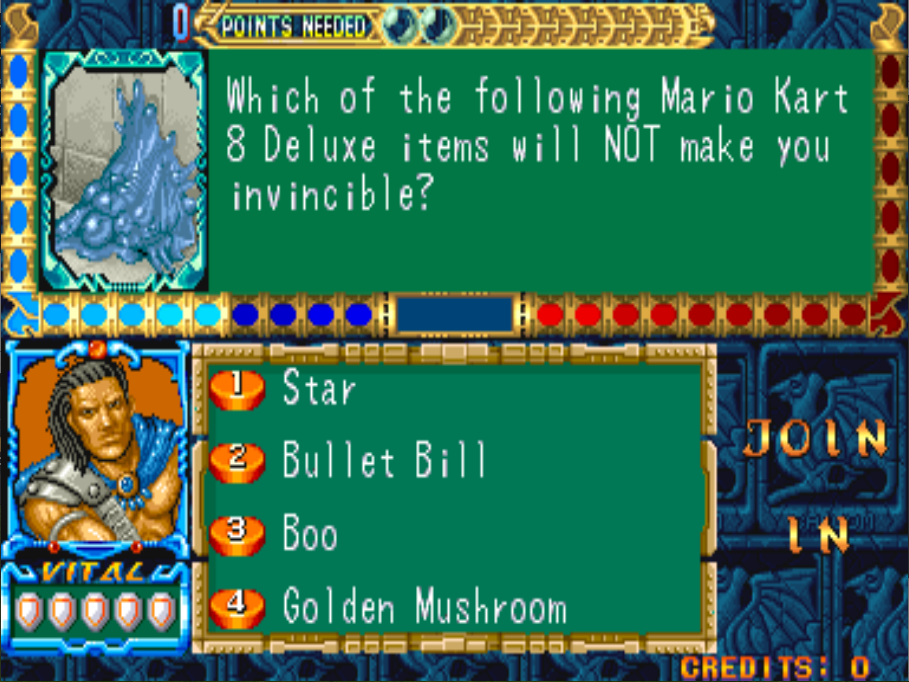 0 POINTS NEEDED
Which of the following Mario Kart
8 Deluxe items will NOT make you
invincible?
1 Star
2 Bullet Bill
3 Boo
4 Golden Mushroom
VITAL
JOIN
IN
CREDITS: 0